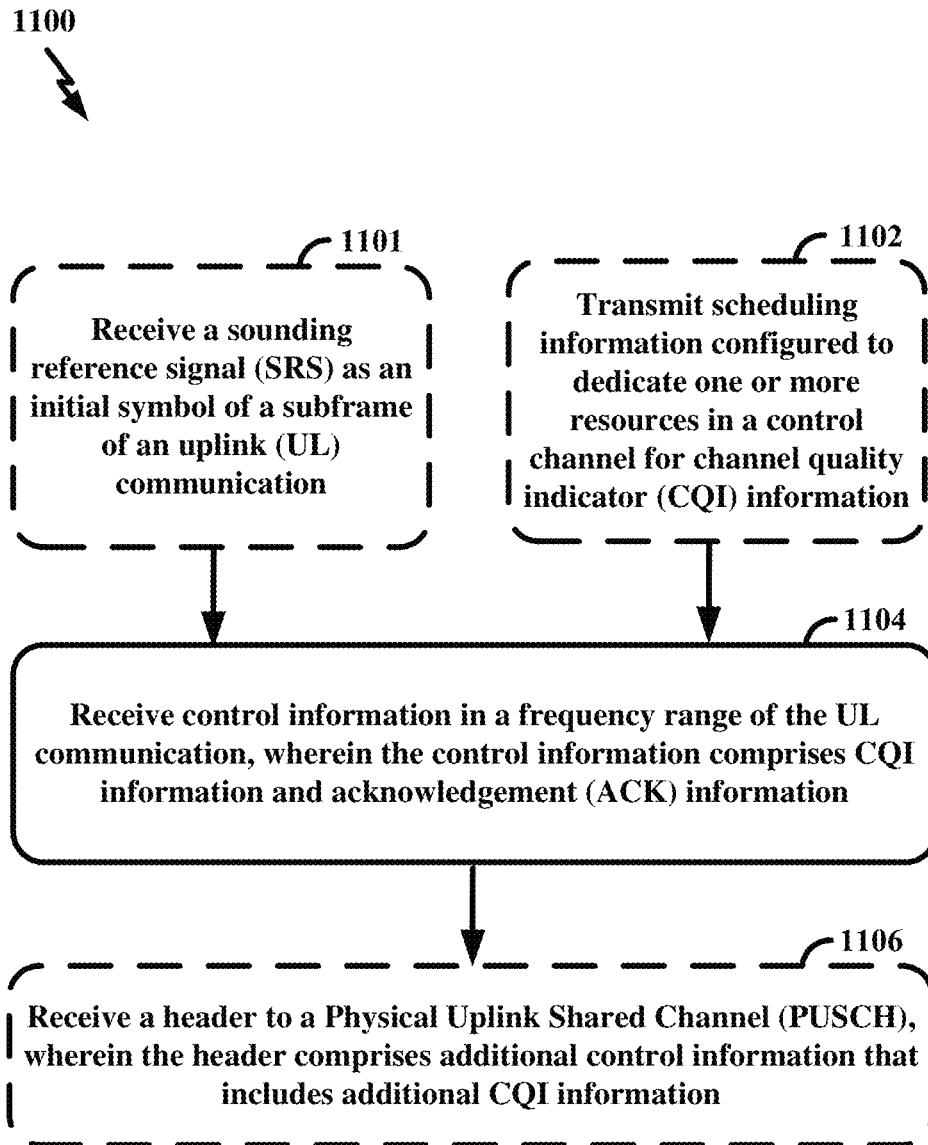 1100
1101
Receive a sounding
reference signal (SRS) as an
initial symbol of a subframe
of an uplink (UL)
communication
1102
Transmit scheduling
information configured to
dedicate one or more
resources in a control
channel for channel quality
indicator (CQI) information
1104
Receive control information in a frequency range of the UL
communication, wherein the control information comprises CQI
information and acknowledgement (ACK) information
1106
Receive a header to a Physical Uplink Shared Channel (PUSCH),
wherein the header comprises additional control information that
includes additional CQI information